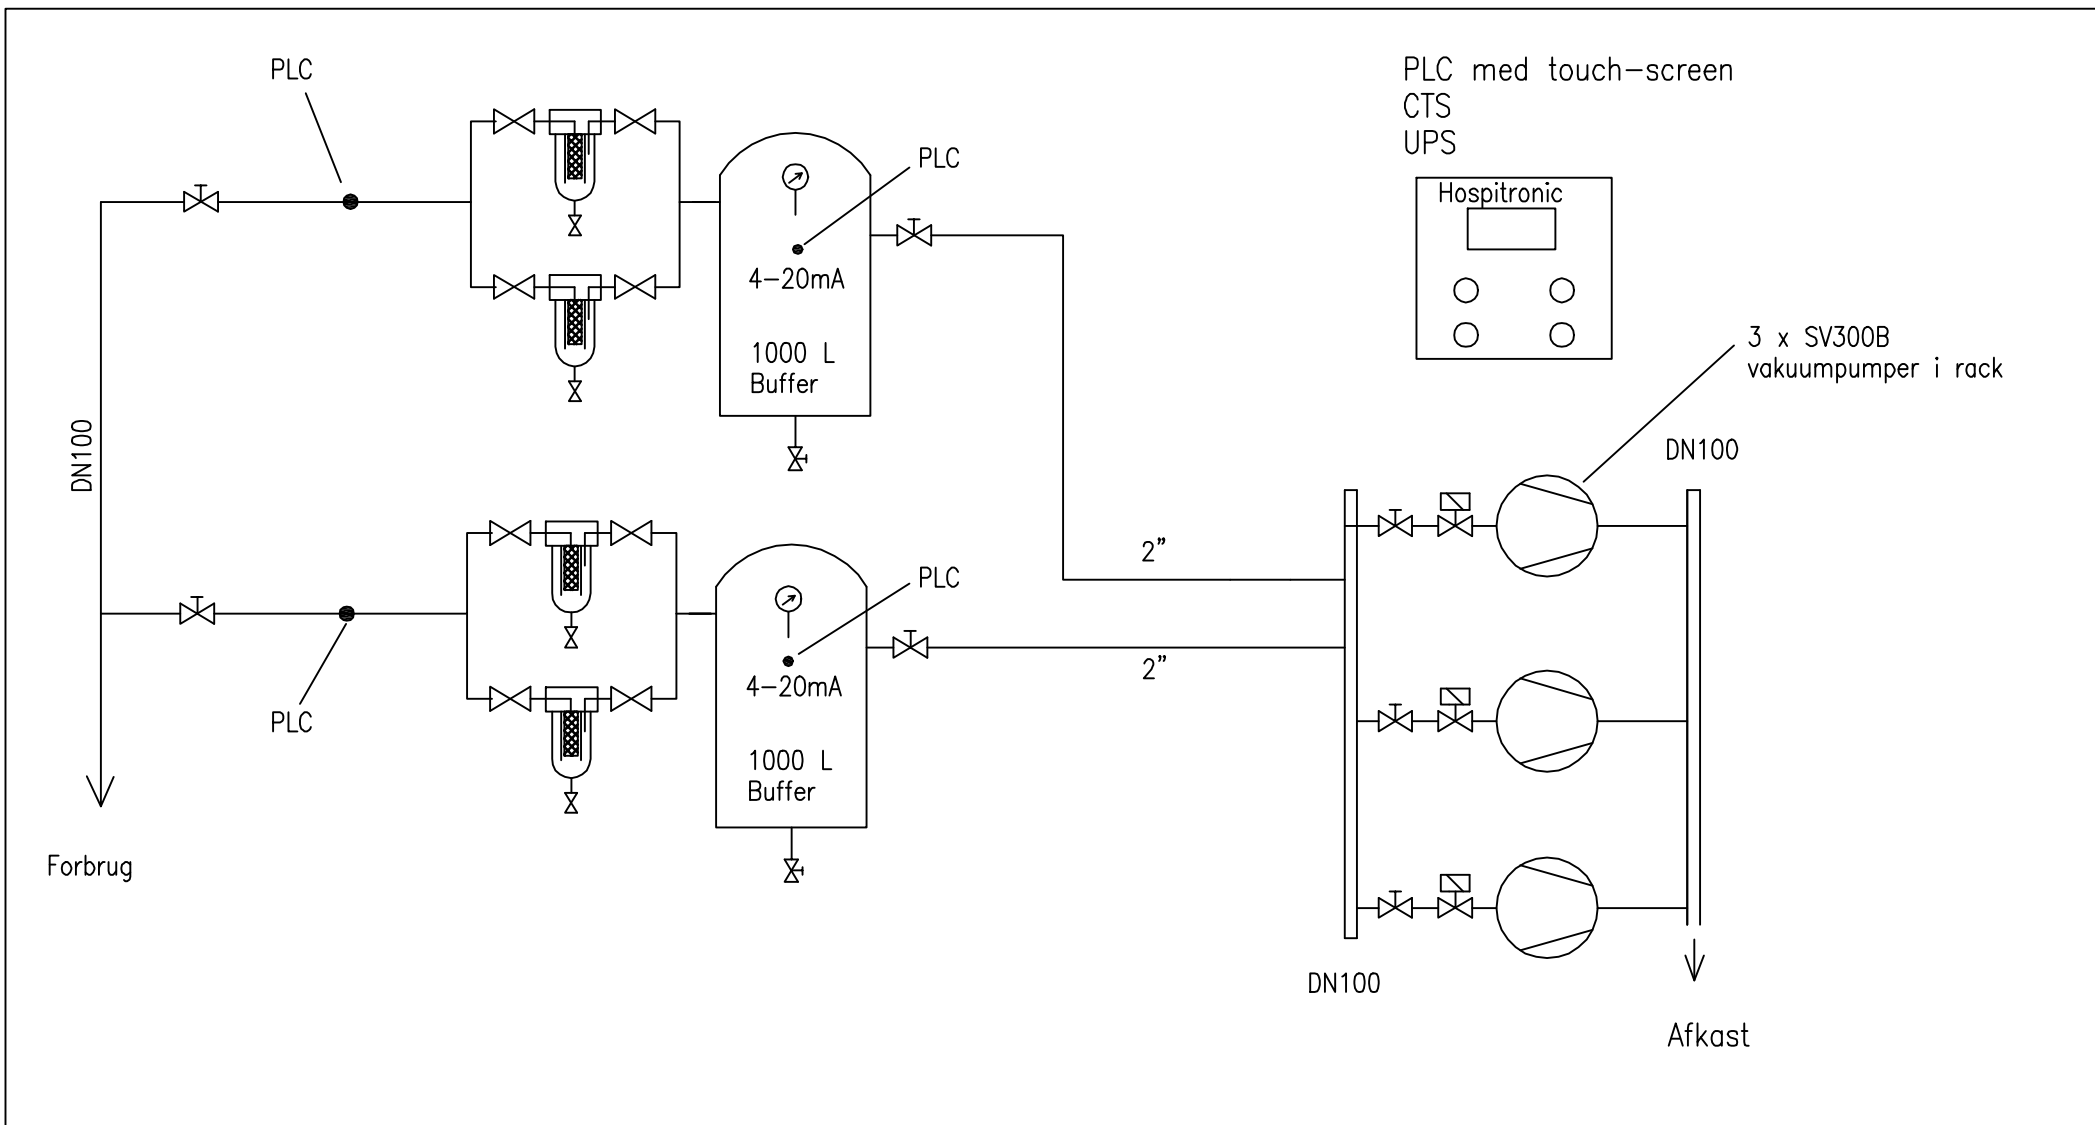 PLC
PLC med touch-screen
CTS
UPS
PLC
Hospitronic
4-20mA
1000 L
Buffer
3 x SV300B
vakuumpumper i rack
DN100
DN100
2"
PLC
2"
4-20mA
PLC
1000 L
Buffer
Forbrug
DN100
Afkast